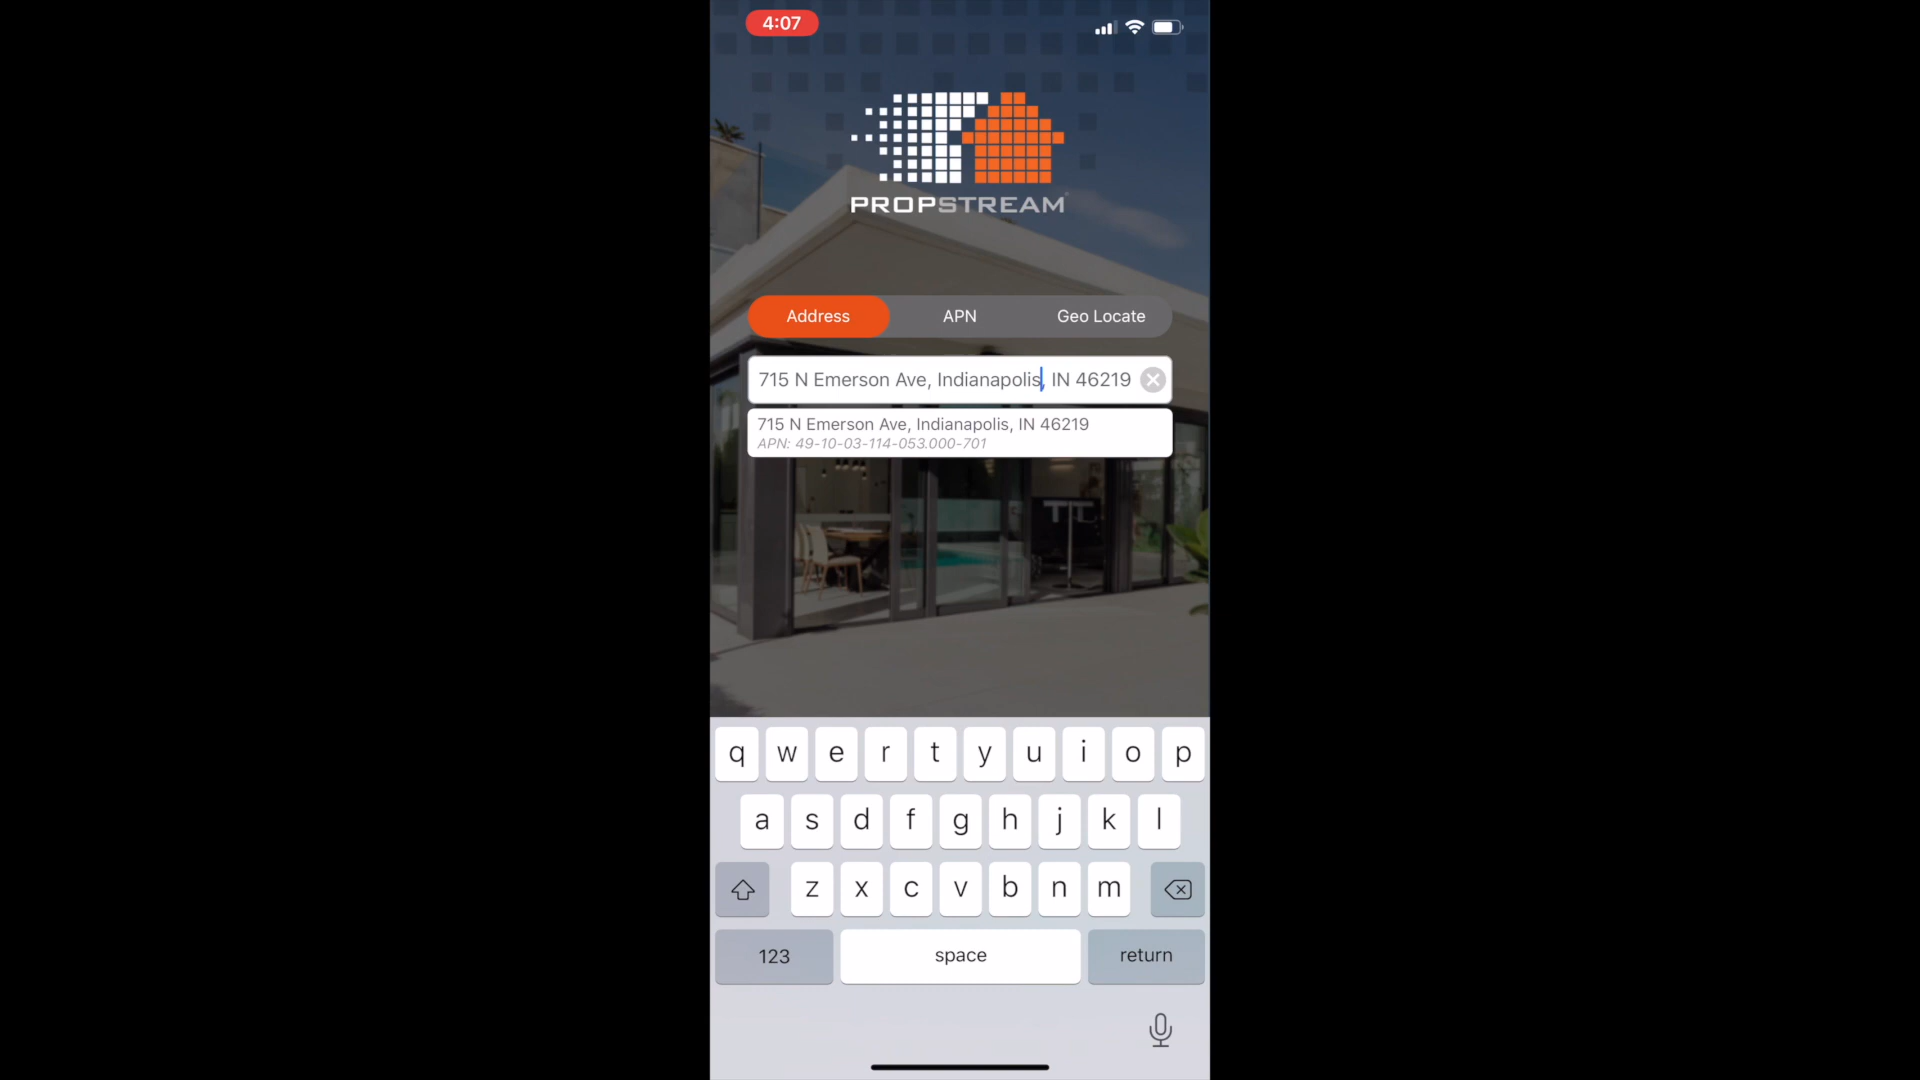 4:07
PROPSTREAM
Address APN Geo Locate
715 N Emerson Ave, Indianapolis, IN 46219
715 N Emerson Ave, Indianapolis, IN 46219
APN: 49-10-03-114-053.000-701
q w e r t y u i o p
a s d f g h j k l
z x c v b n m
123 space return